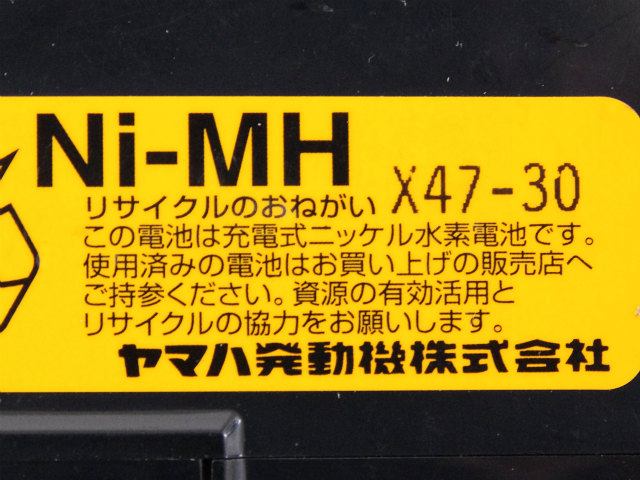 Ni-MH
X47-30
リサイクルのおねがい
この電池は充電式ニッケル水素電池です。
使用済みの電池はお買い上げの販売店へ
ご持参ください。資源の有効活用と
リサイクルの協力をお願いします。
ヤマハ発動機株式会社